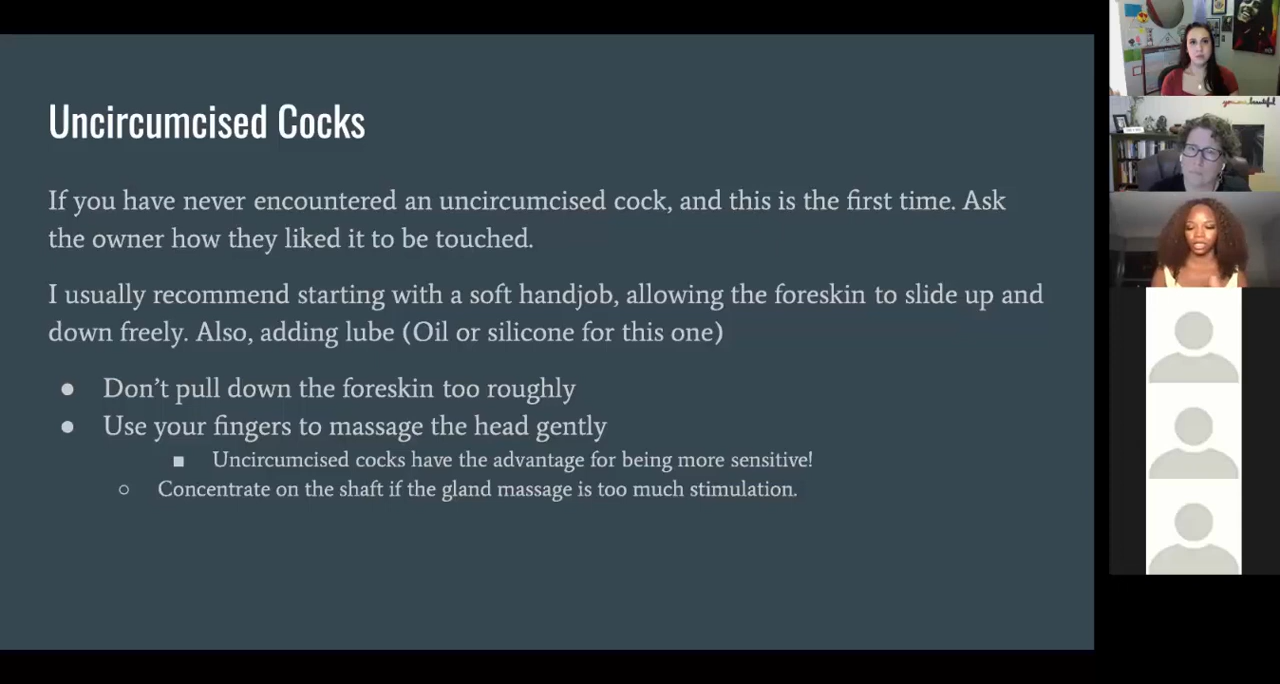 Uncircumcised Cocks
If you have never encountered an uncircumcised cock, and this is the first time. Ask
the owner how they liked it to be touched.
I usually recommend starting with a soft handjob, allowing the foreskin to slide up and
down freely. Also, adding lube (Oil or silicone for this one)
● Don’t pull down the foreskin too roughly
● Use your fingers to massage the head gently
■ Uncircumcised cocks have the advantage for being more sensitive!
○ Concentrate on the shaft if the gland massage is too much stimulation.